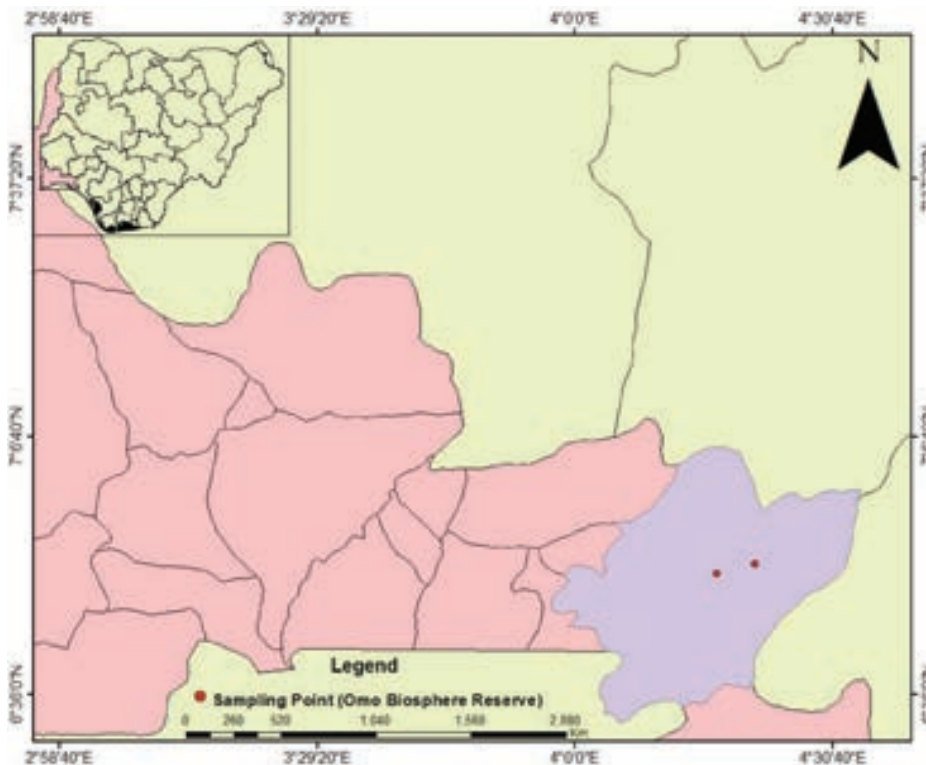 2°58'40"E 3°29'20"E 4°0'0"E 4°30'40"E
N
7°37'20"N
7°6'40"N
6°36'0"N
Legend
Sampling Point (Omo Biosphere Reserve)
0 260 520 1,040 1,560 2,080
Km
2°58'40"E 3°29'20"E 4°0'0"E 4°30'40"E